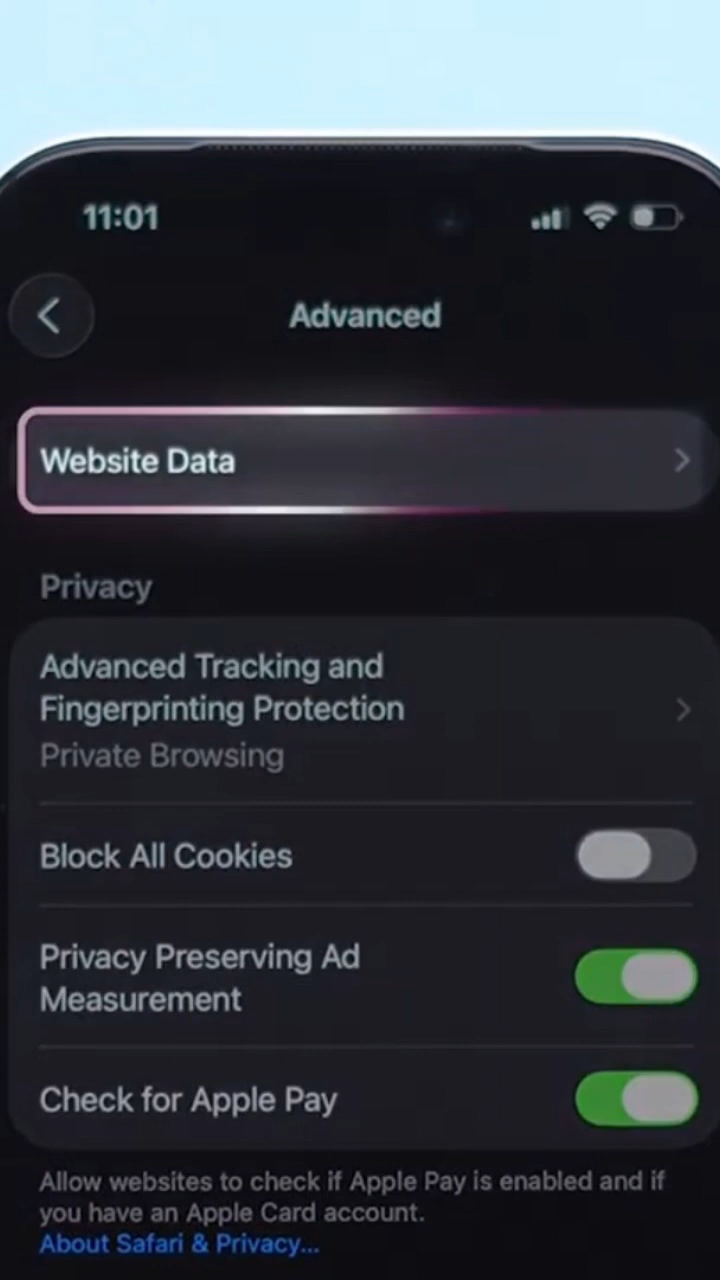 11:01
Advanced
Website Data
Privacy
Advanced Tracking and
Fingerprinting Protection
Private Browsing
Block All Cookies
Privacy Preserving Ad
Measurement
Check for Apple Pay
Allow websites to check if Apple Pay is enabled and if
you have an Apple Card account.
About Safari & Privacy...